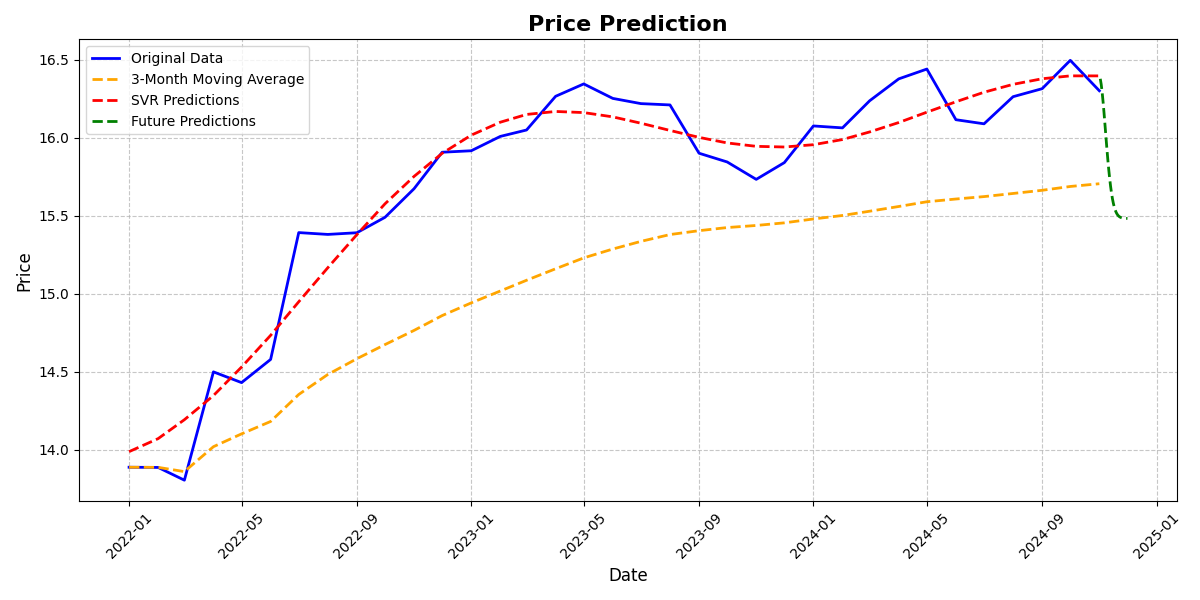 Price Prediction
Original Data
3-Month Moving Average
SVR Predictions
Future Predictions
Price
16.5
16.0
15.5
15.0
14.5
14.0
2022-01
2022-05
2022-09
2023-01
2023-05
2023-09
2024-01
2024-05
2024-09
2025-01
Date